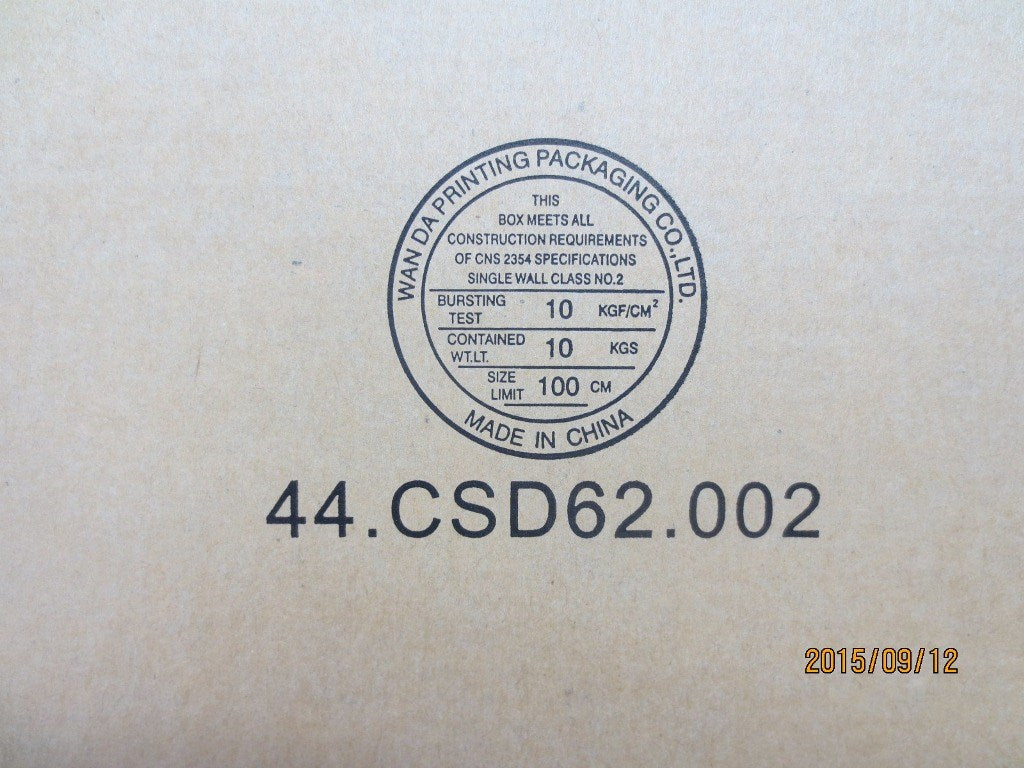 WAN DA PRINTING PACKAGING CO.,LTD.
THIS
BOX MEETS ALL
CONSTRUCTION REQUIREMENTS
OF CNS 2354 SPECIFICATIONS
SINGLE WALL CLASS NO.2
BURSTING TEST 10 KGF/CM²
CONTAINED WT.LT. 10 KGS
SIZE LIMIT 100 CM
MADE IN CHINA
44.CSD62.002
2015/09/12